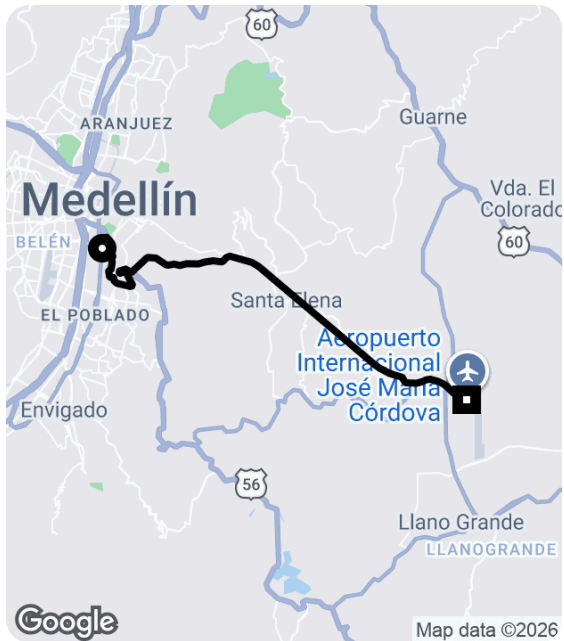 60
ARANJUEZ
Guarne
Medellín
Vda. El
Colorado
BELÉN
60
Santa Elena
EL POBLADO
Aeropuerto
Internacional
José María
Córdova
Envigado
56
Llano Grande
LLANOGRANDE
Google
Map data ©2026